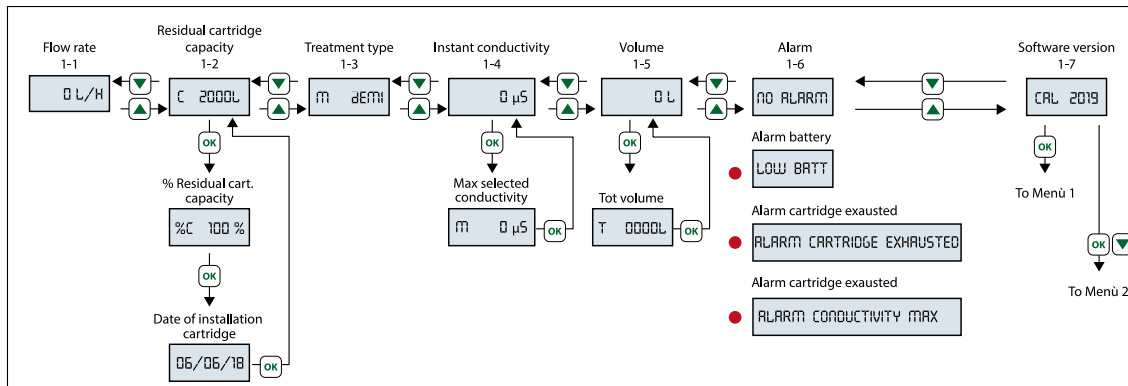 Flow rate
1-1
0 L/H
Residual cartridge
capacity
1-2
C 2000L
OK
% Residual cart.
capacity
%C 100 %
OK
Date of installation
cartridge
06/06/18
OK
Treatment type
1-3
M dEMI
Instant conductivity
1-4
0 µS
OK
Max selected
conductivity
M 0 µS
OK
Volume
1-5
0 L
OK
Tot volume
T 0000L
OK
Alarm
1-6
NO ALARM
Alarm battery
LOW BATT
Alarm cartridge exausted
ALARM CARTRIDGE EXHAUSTED
Alarm cartridge exausted
ALARM CONDUCTIVITY MAX
Software version
1-7
CAL 2019
OK
To Menù 1
OK
To Menù 2